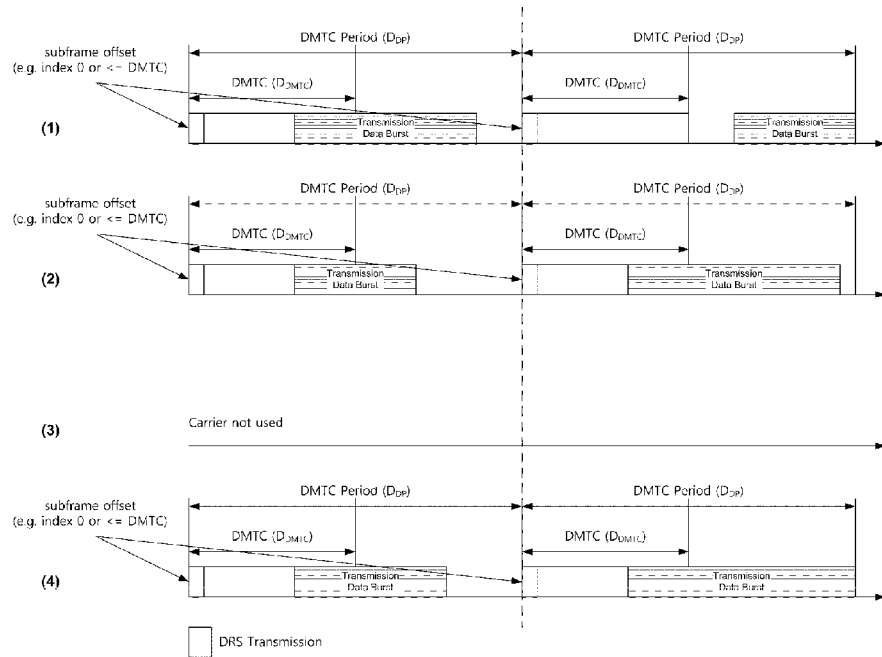 DMTC Period (DDP)
DMTC Period (DDP)
subframe offset
(e.g. index 0 or <= DMTC)
DMTC (DDMTC)
DMTC (DDMTC)
(1)
Transmission
Data Burst
Transmission
Data Burst
DMTC Period (DDP)
DMTC Period (DDP)
subframe offset
(e.g. index 0 or <= DMTC)
DMTC (DDMTC)
DMTC (DDMTC)
(2)
Transmission
Data Burst
Transmission
Data Burst
Carrier not used
(3)
DMTC Period (DDP)
DMTC Period (DDP)
subframe offset
(e.g. index 0 or <= DMTC)
DMTC (DDMTC)
DMTC (DDMTC)
(4)
Transmission
Data Burst
Transmission
Data Burst
DRS Transmission